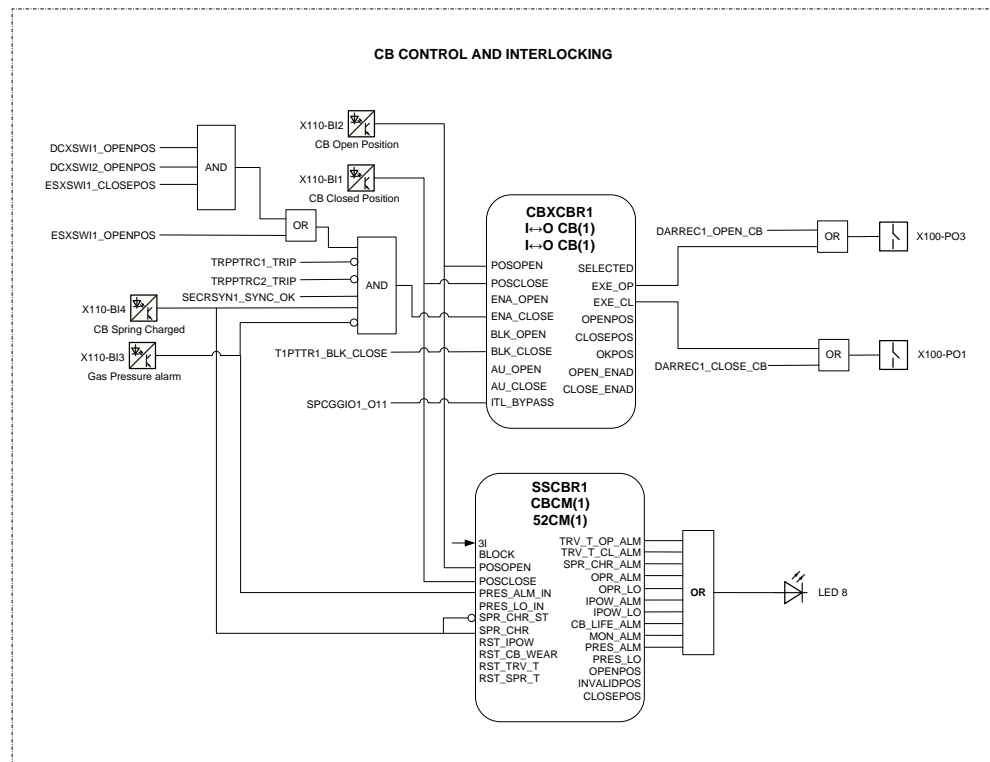 CB CONTROL AND INTERLOCKING
X110-BI2
CB Open Position
X110-BI1
CB Closed Position
DCXSWI1_OPENPOS
DCXSWI2_OPENPOS
ESXSWI1_CLOSEPOS
AND
ESXSWI1_OPENPOS
OR
TRPPTRC1_TRIP
TRPPTRC2_TRIP
SECRSYN1_SYNC_OK
AND
X110-BI4
CB Spring Charged
X110-BI3
Gas Pressure alarm
T1PTTR1_BLK_CLOSE
SPCGGIO1_O11
CBXCBR1
I↔O CB(1)
I↔O CB(1)
POSOPEN
POSCLOSE
ENA_OPEN
ENA_CLOSE
BLK_OPEN
BLK_CLOSE
AU_OPEN
AU_CLOSE
ITL_BYPASS
SELECTED
EXE_OP
EXE_CL
OPENPOS
CLOSEPOS
OKPOS
OPEN_ENAD
CLOSE_ENAD
DARREC1_OPEN_CB
OR
X100-PO3
DARREC1_CLOSE_CB
OR
X100-PO1
SSCBR1
CBCM(1)
52CM(1)
3I
BLOCK
POSOPEN
POSCLOSE
PRES_ALM_IN
PRES_LO_IN
SPR_CHR_ST
SPR_CHR
RST_IPOW
RST_CB_WEAR
RST_TRV_T
RST_SPR_T
TRV_T_OP_ALM
TRV_T_CL_ALM
SPR_CHR_ALM
OPR_ALM
OPR_LO
IPOW_ALM
IPOW_LO
CB_LIFE_ALM
MON_ALM
PRES_ALM
PRES_LO
OPENPOS
INVALIDPOS
CLOSEPOS
OR
LED 8